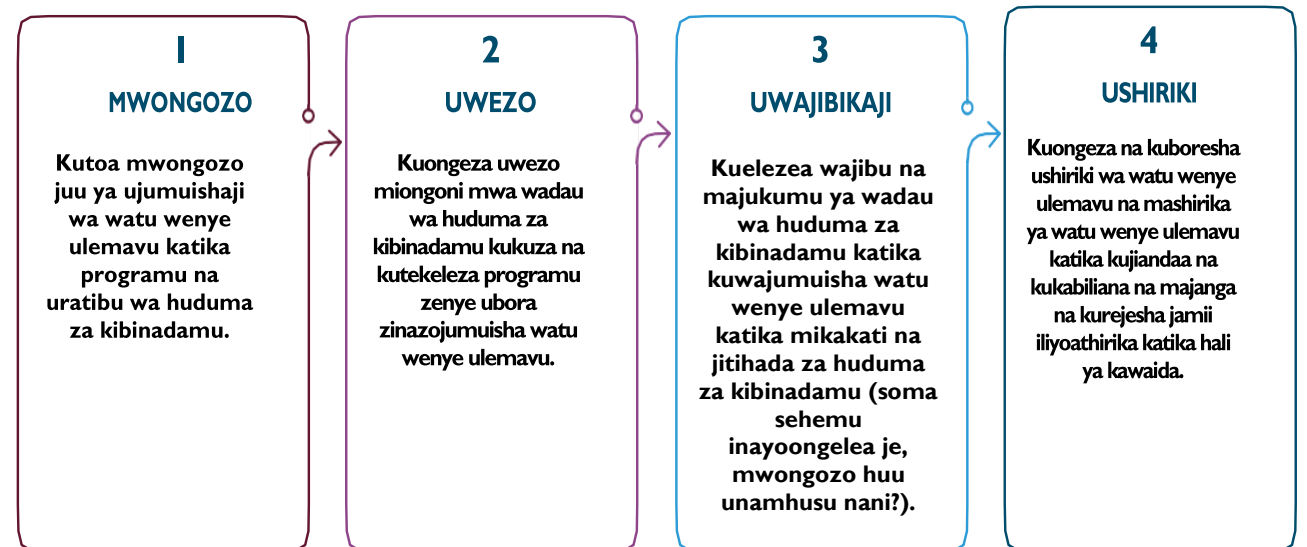 1
MWONGOZO
Kutoa mwongozo
juu ya ujumuishaji
wa watu wenye
ulemavu katika
programu na
uratibu wa huduma
za kibinadamu.
2
UWEZO
Kuongeza uwezo
miongoni mwa wadau
wa huduma za
kibinadamu kukuza na
kutekeleza programu
zenye ubora
zinazojumuisha watu
wenye ulemavu.
3
UWAJIBIKAJI
Kuelezea wajibu na
majukumu ya wadau
wa huduma za
kibinadamu katika
kuwajumuisha watu
wenye ulemavu
katika mikakati na
jitihada za huduma
za kibinadamu (soma
sehemu
inayoongelea je,
mwongozo huu
unamhusu nani?).
4
USHIRIKI
Kuongeza na kuboresha
ushiriki wa watu wenye
ulemavu na mashirika
ya watu wenye ulemavu
katika kujiandaa na
kukabiliana na majanga
na kurejesha jamii
iliyoathirika katika hali
ya kawaida.